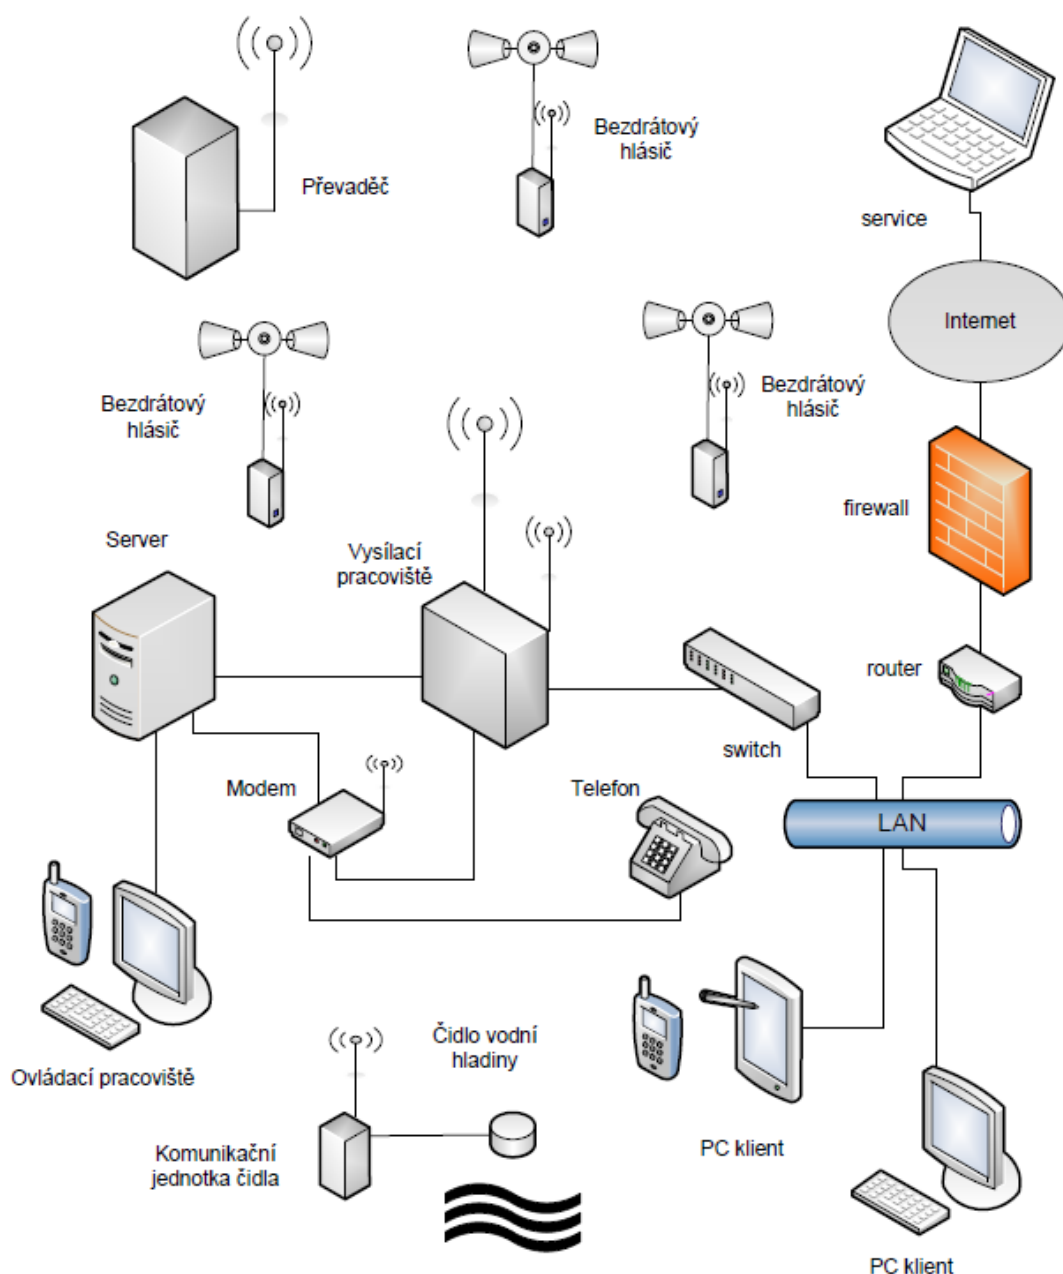 Převaděč
Bezdrátový
hlásič
service
Internet
Bezdrátový
hlásič
Bezdrátový
hlásič
firewall
Server
Vysílací
pracoviště
router
switch
Modem
Telefon
LAN
Ovládací pracoviště
Čidlo vodní
hladiny
Komunikační
jednotka čidla
PC klient
PC klient